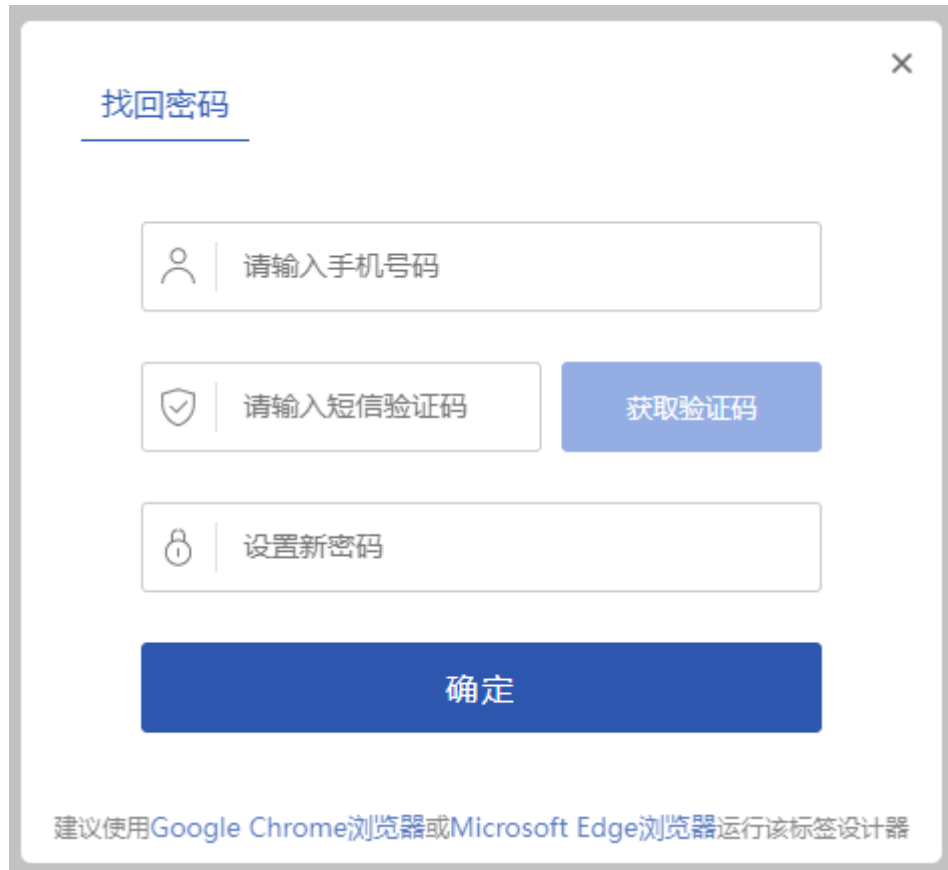 找回密码
请输入手机号码
请输入短信验证码
获取验证码
设置新密码
确定
建议使用Google Chrome浏览器或Microsoft Edge浏览器运行该标签设计器